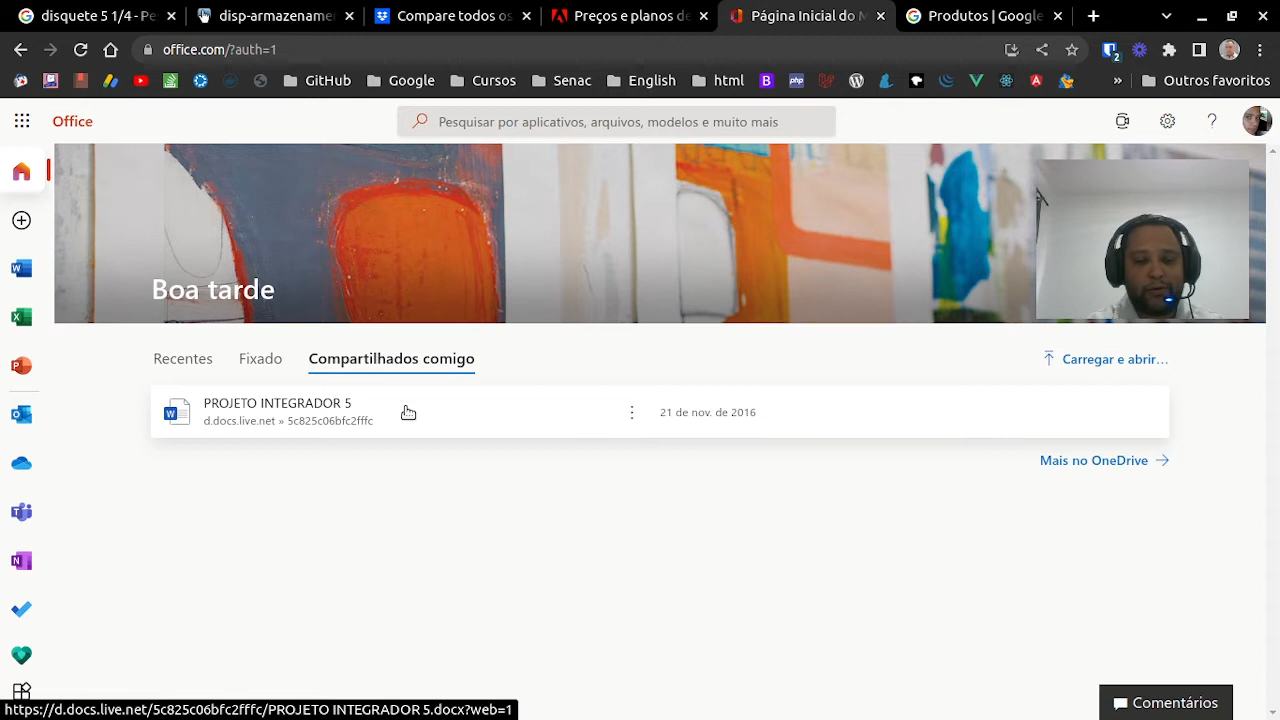 disquete 5 1/4 - Pe
disp-armazenamen
Compare todos os
Preços e planos de
Página Inicial do M
Produtos | Google
office.com/?auth=1
2
GitHub
Google
Cursos
Senac
English
html
B
php
»
Outros favoritos
Office
Pesquisar por aplicativos, arquivos, modelos e muito mais
?
Boa tarde
Recentes
Fixado
Compartilhados comigo
Carregar e abrir…
PROJETO INTEGRADOR 5
d.docs.live.net » 5c825c06bfc2fffc
21 de nov. de 2016
Mais no OneDrive
https://d.docs.live.net/5c825c06bfc2fffc/PROJETO INTEGRADOR 5.docx?web=1
Comentários